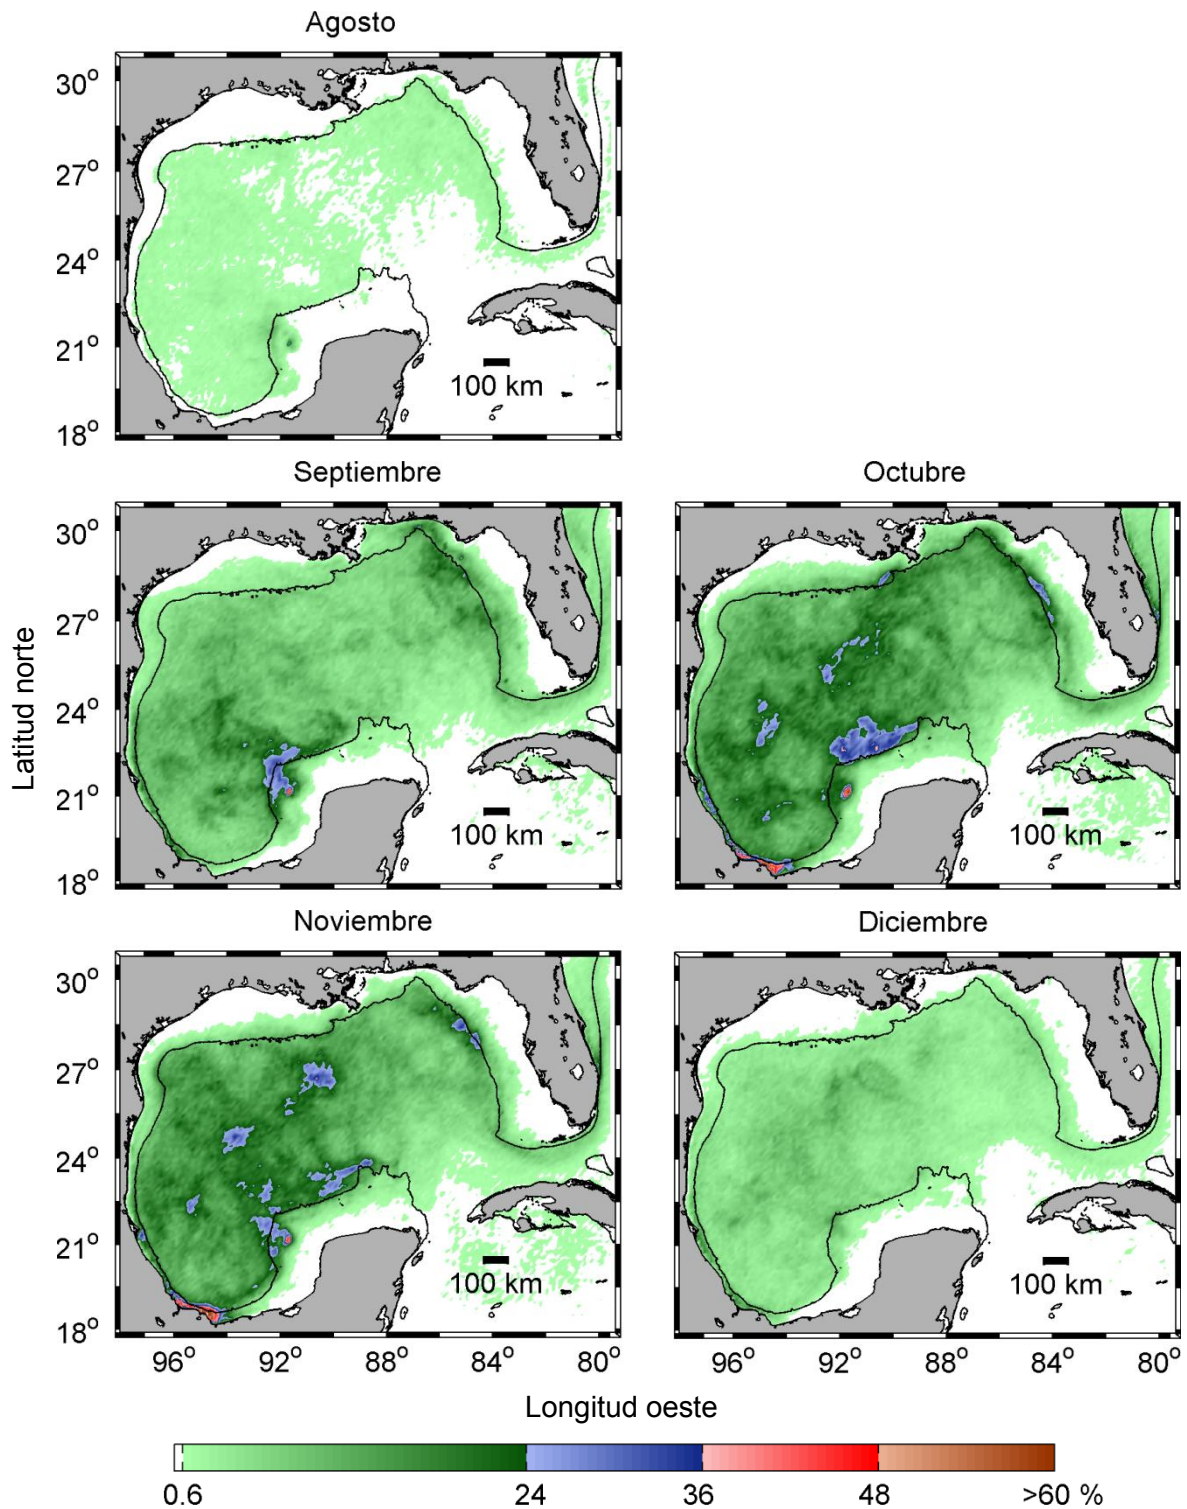 Agosto
30°
27°
24°
21°
18°
100 km
Septiembre
Octubre
30°
27°
24°
21°
18°
100 km
100 km
Latitud norte
Noviembre
Diciembre
30°
27°
24°
21°
18°
100 km
100 km
96° 92° 88° 84° 80°
96° 92° 88° 84° 80°
Longitud oeste
0.6 24 36 48 >60 %